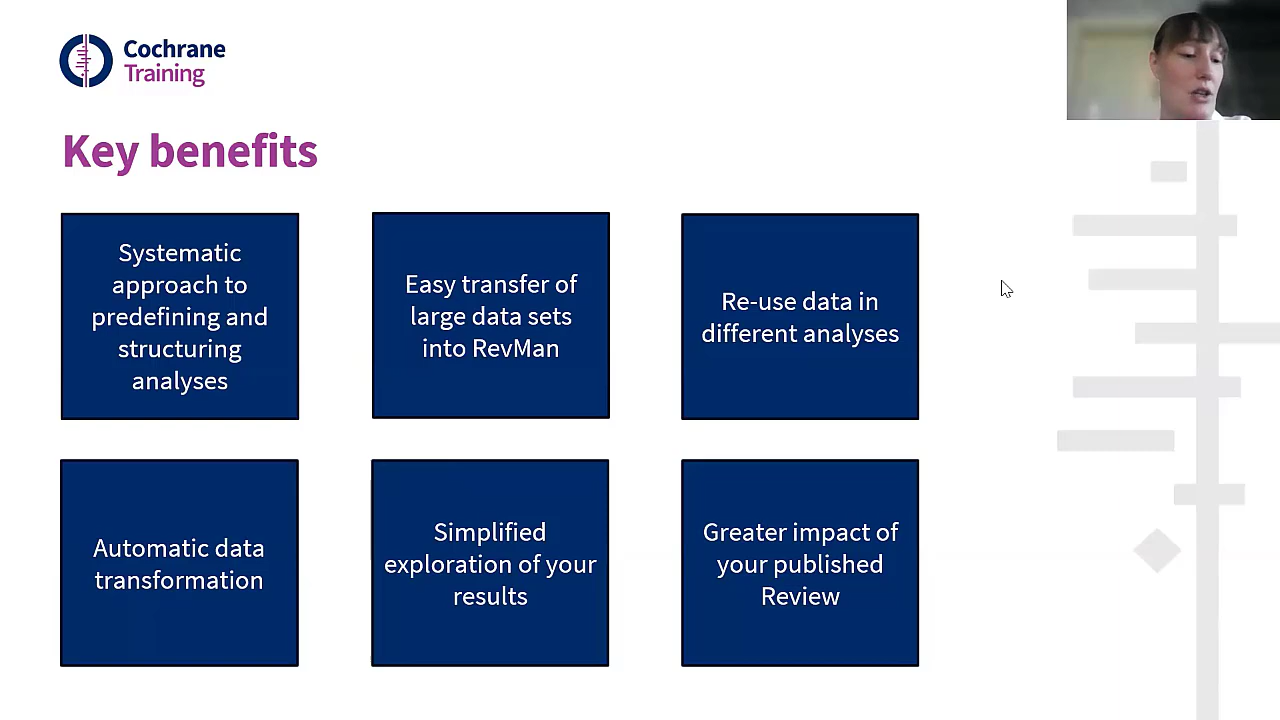 Cochrane
Training
Key benefits
Systematic
approach to
predefining and
structuring
analyses
Easy transfer of
large data sets
into RevMan
Re-use data in
different analyses
Automatic data
transformation
Simplified
exploration of your
results
Greater impact of
your published
Review